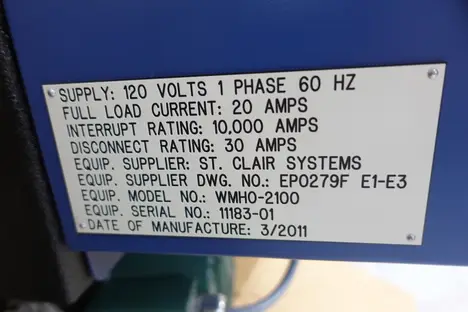 SUPPLY: 120 VOLTS 1 PHASE 60 HZ
FULL LOAD CURRENT: 20 AMPS
INTERRUPT RATING: 10,000 AMPS
DISCONNECT RATING: 30 AMPS
EQUIP. SUPPLIER: ST. CLAIR SYSTEMS
EQUIP. SUPPLIER DWG. NO.: EP0279F E1-E3
EQUIP. MODEL NO.: WMHO-2100
EQUIP. SERIAL NO.: 11183-01
DATE OF MANUFACTURE: 3/2011